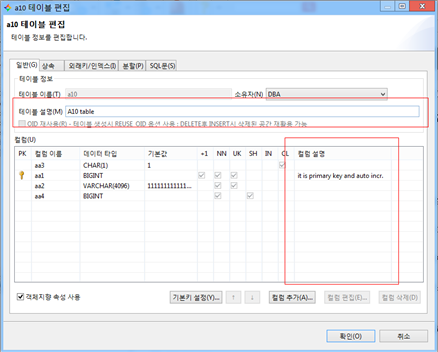 a10 테이블 편집
a10 테이블 편집
테이블 정보를 편집합니다.
일반(G) 상속 외래키/인덱스(I) 분할(P) SQL문(S)
테이블 정보
테이블 이름(T) a10 소유자(N) DBA
테이블 설명(M) A10 table
OID 재사용(R) - 테이블 생성시 REUSE_OID 옵션 사용 : DELETE후 INSERT시 삭제된 공간 재활용 가능
컬럼(U)
PK 컬럼 이름 데이터 타입 기본값 +1 NN UK SH IN CL 컬럼 설명
aa3 CHAR(1) 1
aa1 BIGINT it is primary key and auto incr.
aa2 VARCHAR(4096) 111111111111...
aa4 BIGINT
객체지향 속성 사용 기본키 설정(Y)... ↑ ↓ 컬럼 추가(A)... 컬럼 편집(E)... 컬럼 삭제(D)
확인(O) 취소